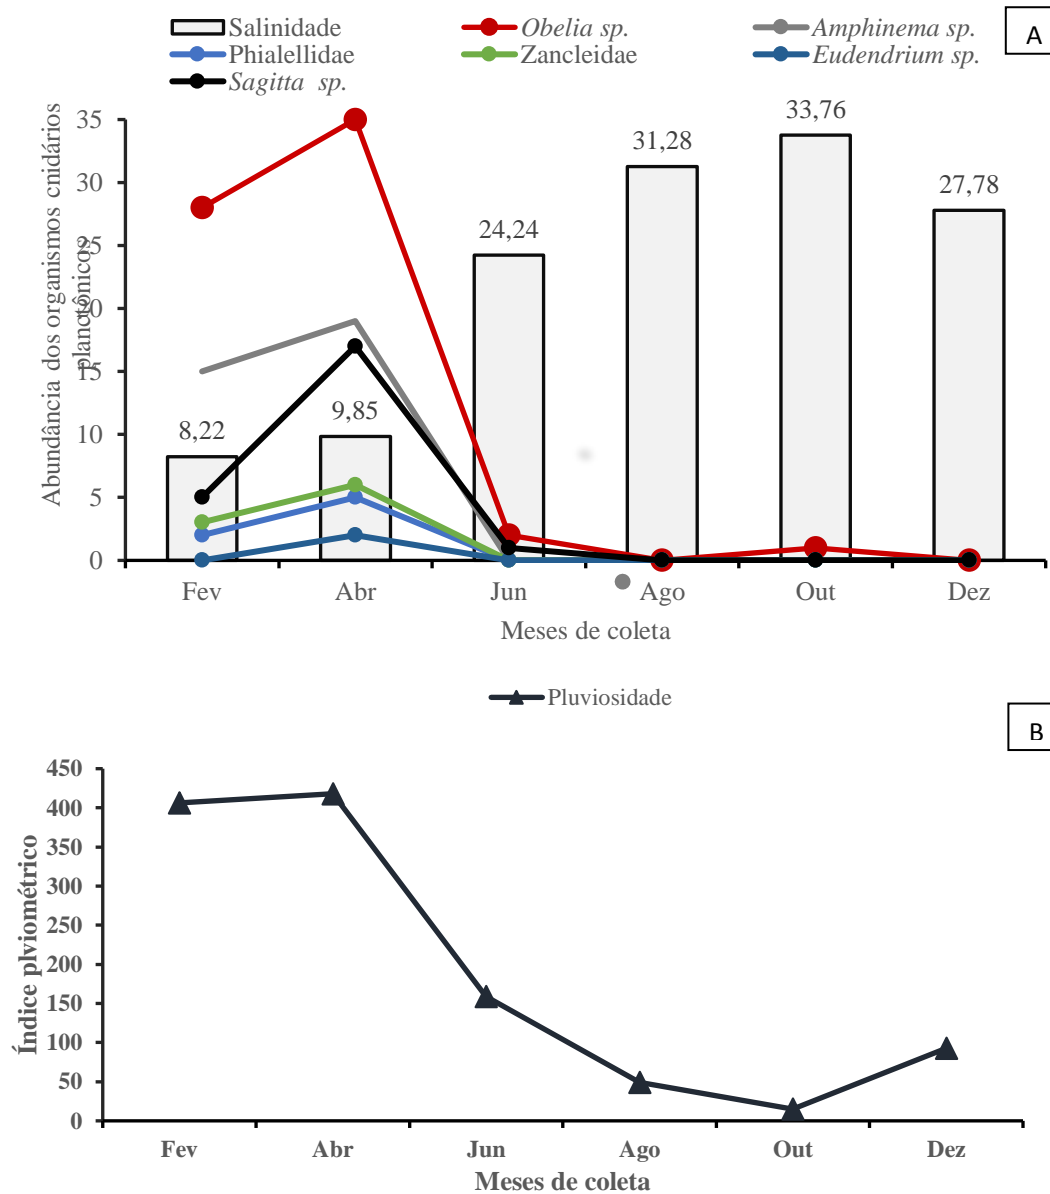 Salinidade
Obelia sp.
Amphinema sp.
Phialellidae
Zancleidae
Eudendrium sp.
Sagitta sp.
A
Abundância dos organismos cnidários
planctônicos
35
30
25
20
15
10
5
0
8,22
9,85
24,24
31,28
33,76
27,78
Fev
Abr
Jun
Ago
Out
Dez
Meses de coleta
Pluviosidade
B
Índice plviométrico
450
400
350
300
250
200
150
100
50
0
Fev
Abr
Jun
Ago
Out
Dez
Meses de coleta